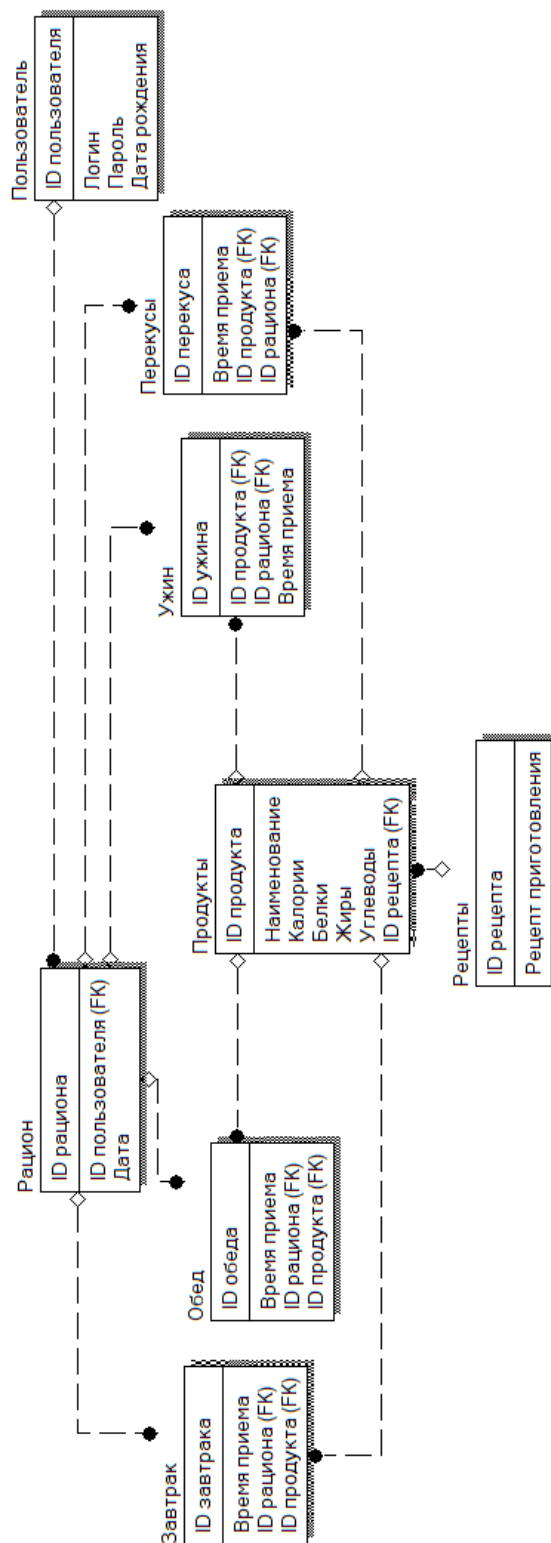 Пользователь
ID пользователя
Логин
Пароль
Дата рождения
Рацион
ID рациона
ID пользователя (FK)
Дата
Завтрак
ID завтрака
Время приема
ID рациона (FK)
ID продукта (FK)
Обед
ID обеда
Время приема
ID рациона (FK)
ID продукта (FK)
Продукты
ID продукта
Наименование
Калории
Белки
Жиры
Углеводы
ID рецепта (FK)
Ужин
ID ужина
ID продукта (FK)
ID рациона (FK)
Время приема
Перекусы
ID перекуса
Время приема
ID продукта (FK)
ID рациона (FK)
Рецепты
ID рецепта
Рецепт приготовления